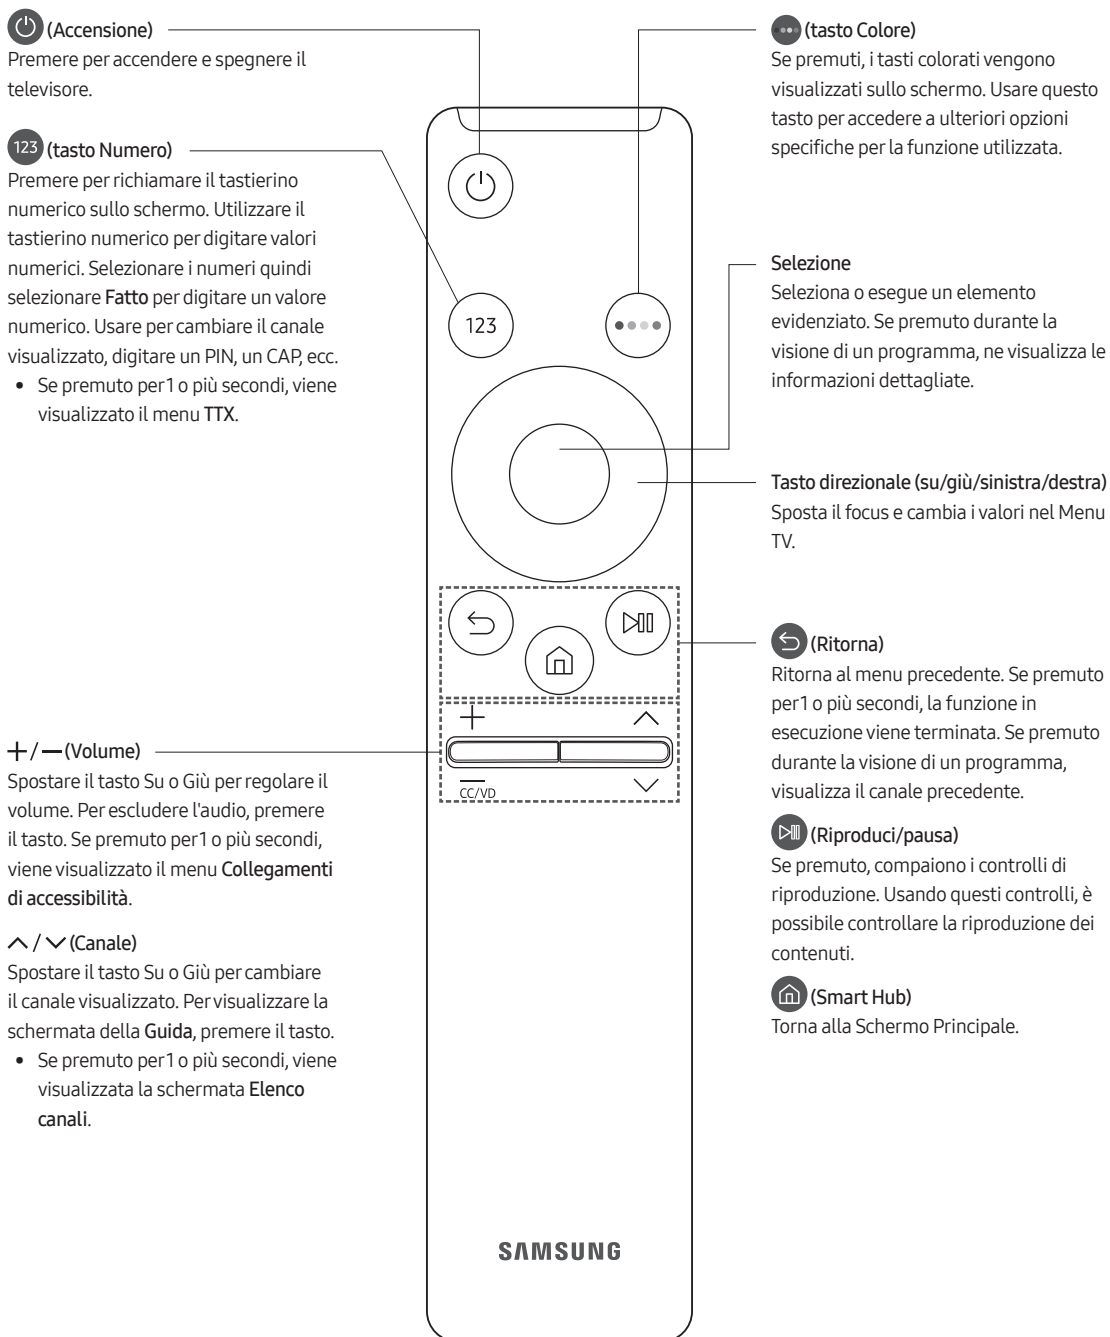 (Accensione)
Premere per accendere e spegnere il
televisore.
123 (tasto Numero)
Premere per richiamare il tastierino
numerico sullo schermo. Utilizzare il
tastierino numerico per digitare valori
numerici. Selezionare i numeri quindi
selezionare Fatto per digitare un valore
numerico. Usare per cambiare il canale
visualizzato, digitare un PIN, un CAP, ecc.
• Se premuto per 1 o più secondi, viene
visualizzato il menu TTX.
+ / — (Volume)
Spostare il tasto Su o Giù per regolare il
volume. Per escludere l'audio, premere
il tasto. Se premuto per 1 o più secondi,
viene visualizzato il menu Collegamenti
di accessibilità.
(Canale)
Spostare il tasto Su o Giù per cambiare
il canale visualizzato. Per visualizzare la
schermata della Guida, premere il tasto.
• Se premuto per 1 o più secondi, viene
visualizzata la schermata Elenco
canali.
123
CC/VD
SAMSUNG
(tasto Colore)
Se premuti, i tasti colorati vengono
visualizzati sullo schermo. Usare questo
tasto per accedere a ulteriori opzioni
specifiche per la funzione utilizzata.
Selezione
Seleziona o esegue un elemento
evidenziato. Se premuto durante la
visione di un programma, ne visualizza le
informazioni dettagliate.
Tasto direzionale (su/giù/sinistra/destra)
Sposta il focus e cambia i valori nel Menu
TV.
(Ritorna)
Ritorna al menu precedente. Se premuto
per 1 o più secondi, la funzione in
esecuzione viene terminata. Se premuto
durante la visione di un programma,
visualizza il canale precedente.
(Riproduci/pausa)
Se premuto, compaiono i controlli di
riproduzione. Usando questi controlli, è
possibile controllare la riproduzione dei
contenuti.
(Smart Hub)
Torna alla Schermo Principale.